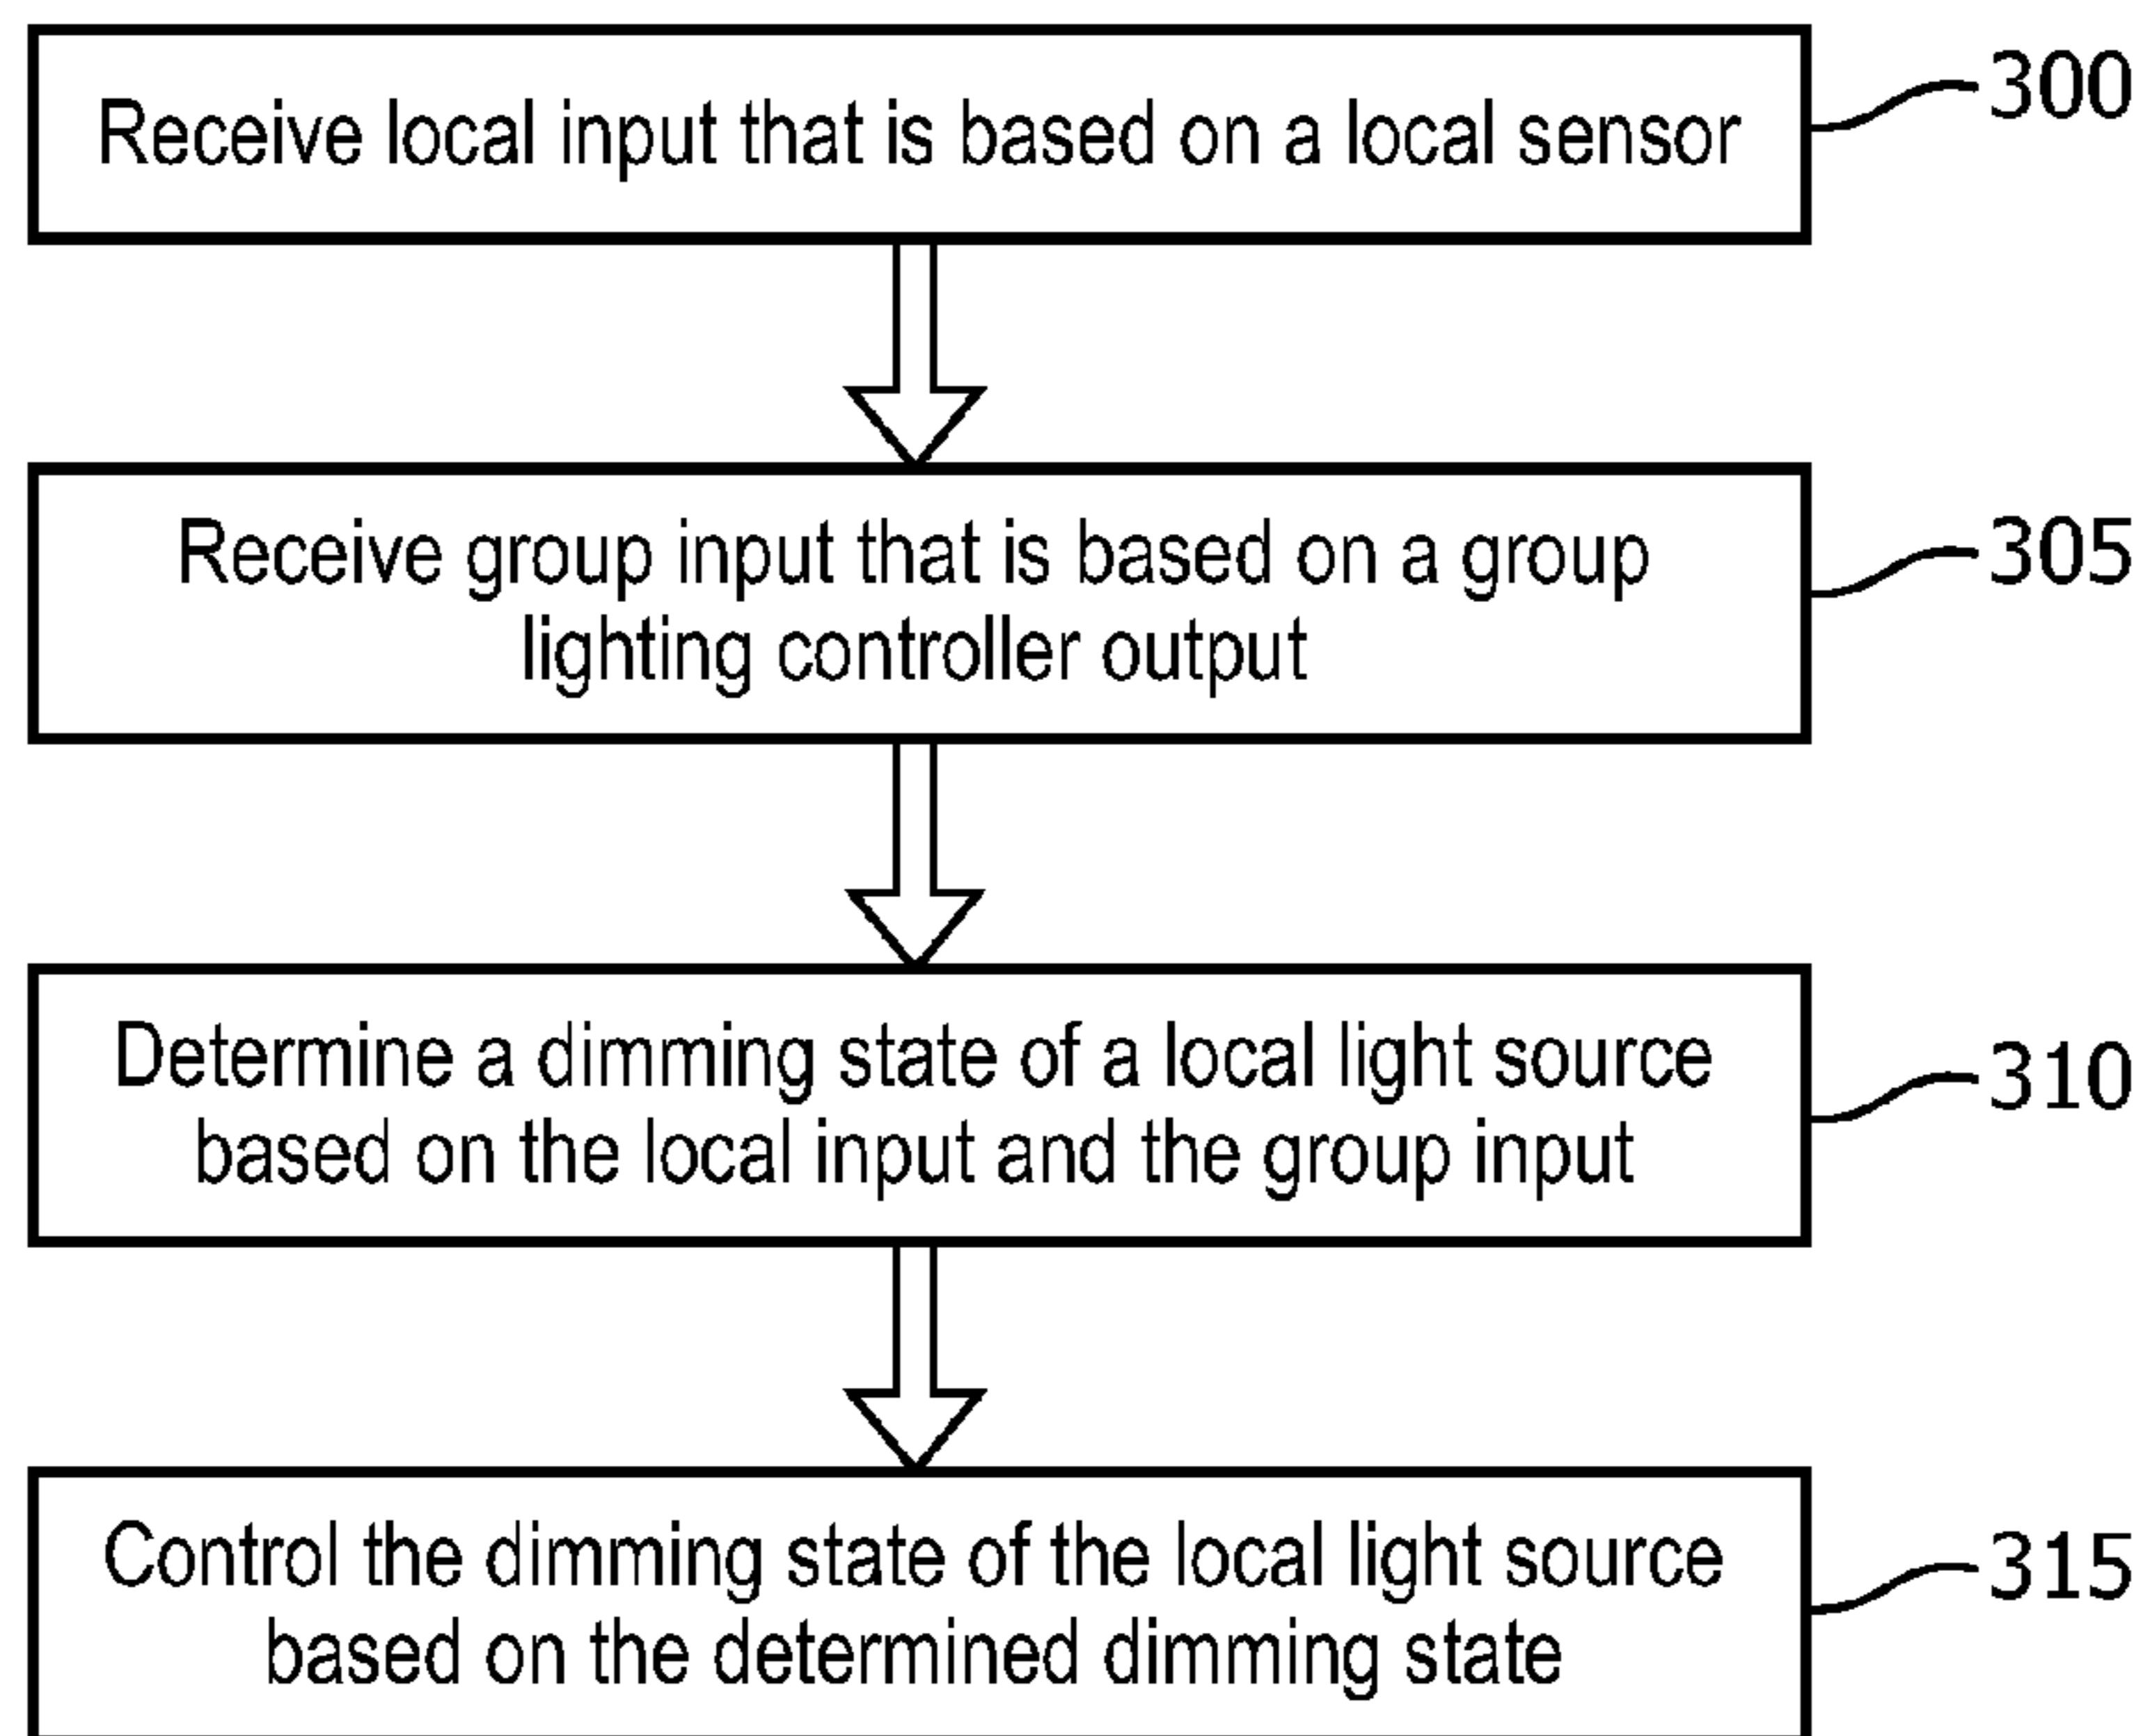 Receive local input that is based on a local sensor
300
Receive group input that is based on a group
lighting controller output
305
Determine a dimming state of a local light source
based on the local input and the group input
310
Control the dimming state of the local light source
based on the determined dimming state
315